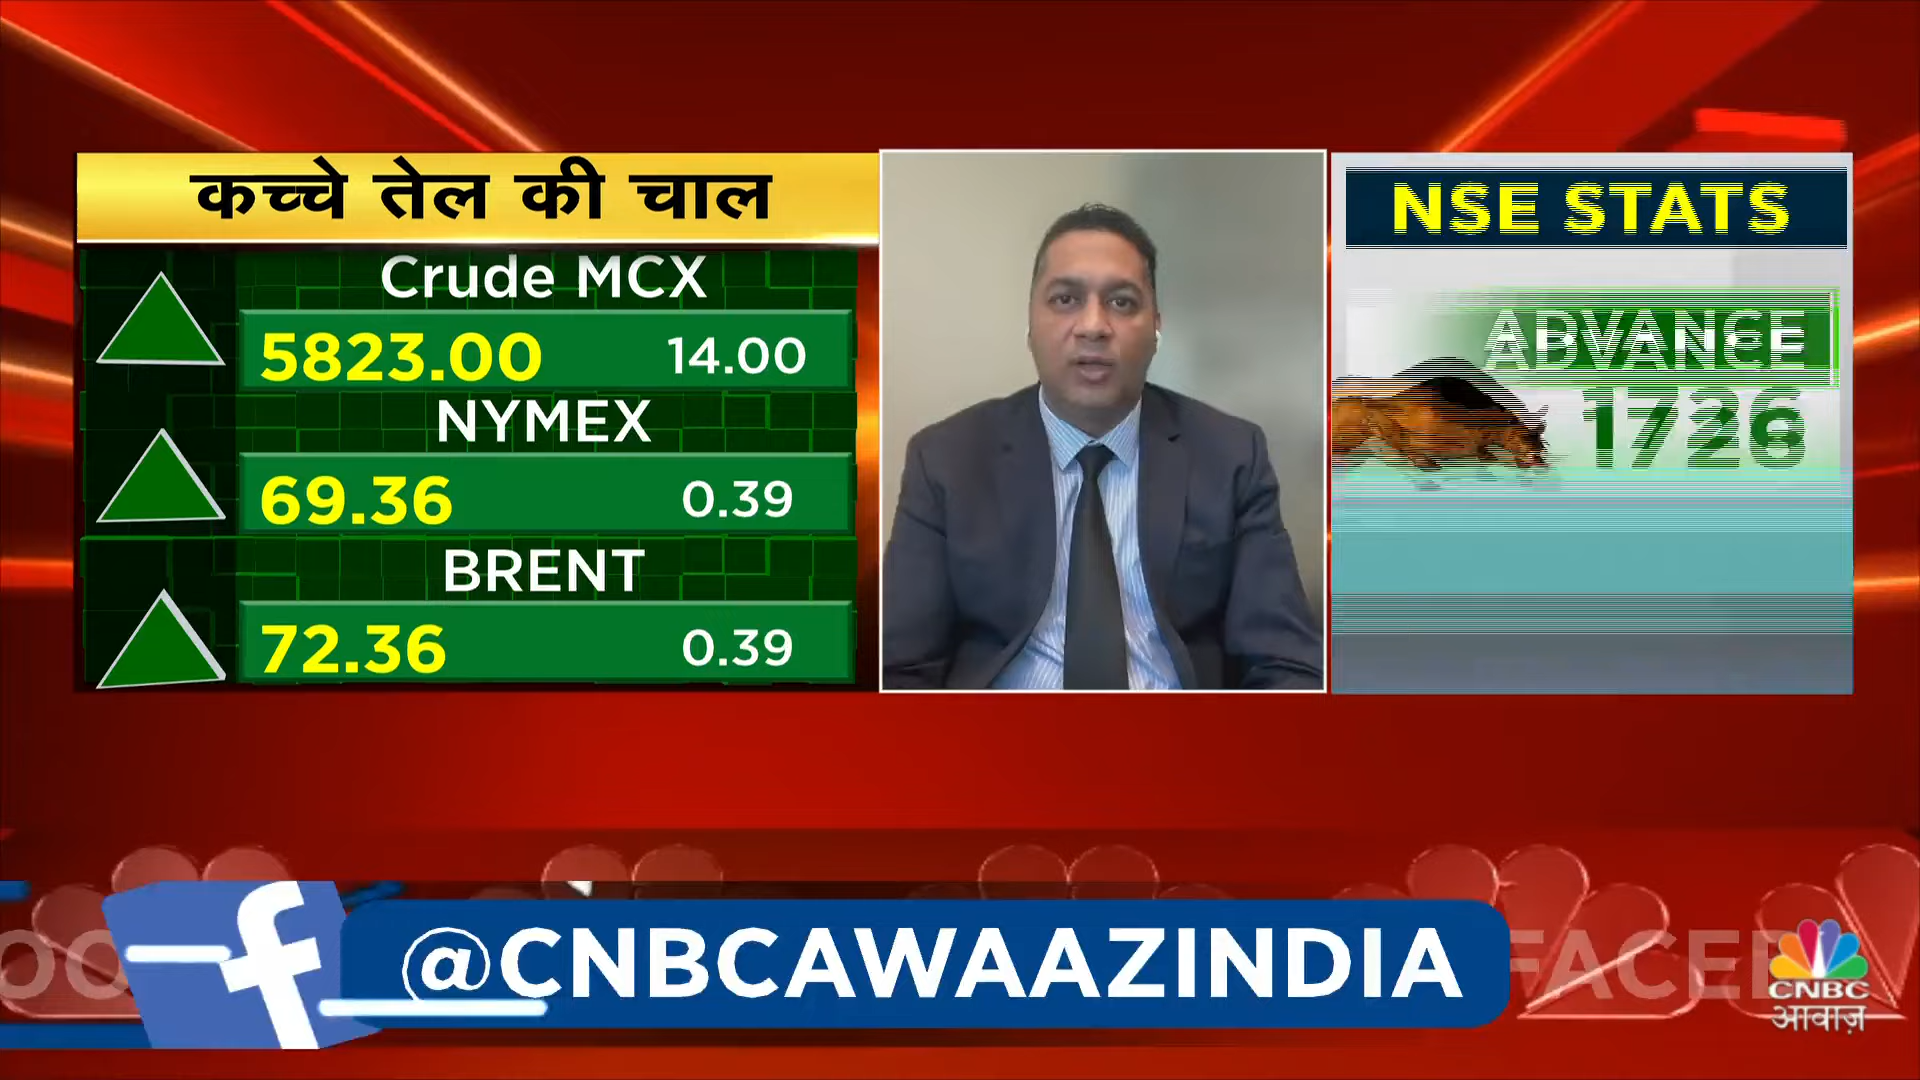 कच्चे तेल की चाल
Crude MCX
5823.00 14.00
NYMEX
69.36 0.39
BRENT
72.36 0.39
NSE STATS
ADVANCE
@CNBCAWAAZINDIA
CNBC
आवाज़